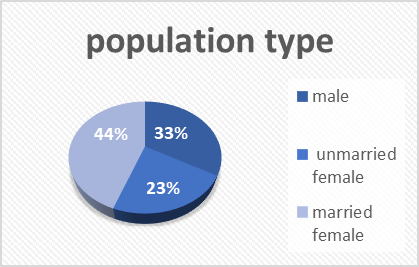 population type
44%
33%
23%
male
unmarried
female
married
female